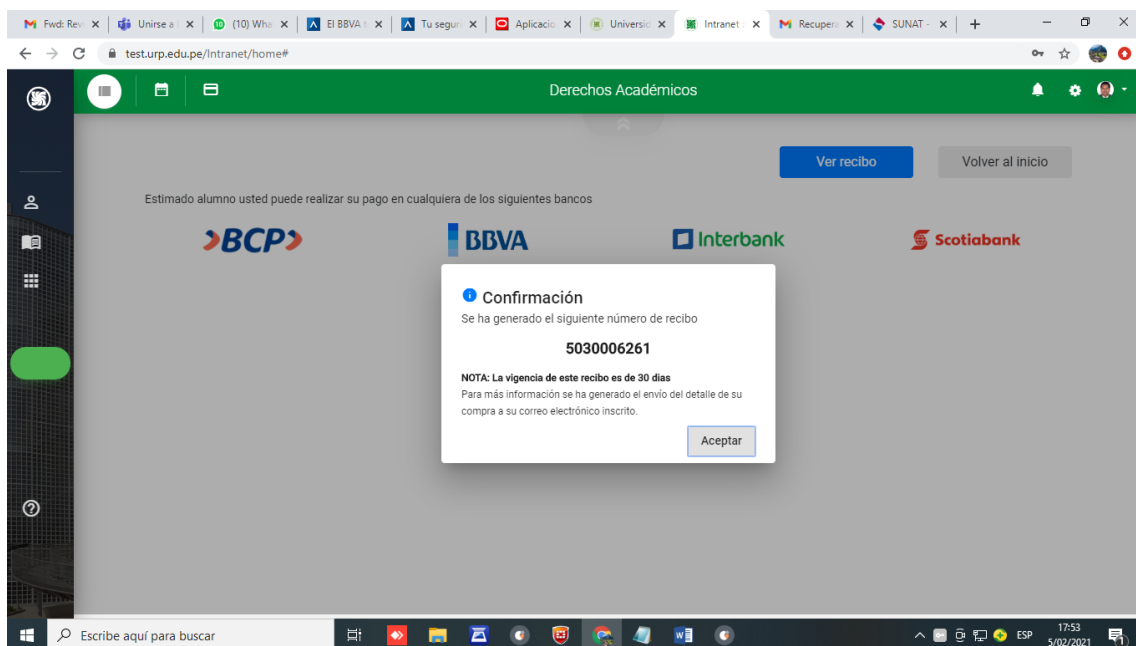 Fwd: Rev
Unirse a l
(10) Wha
El BBVA t
Tu segur
Aplicacio
Universid
Intranet :
Recupera
SUNAT -
test.urp.edu.pe/Intranet/home#
Derechos Académicos
Ver recibo
Volver al inicio
Estimado alumno usted puede realizar su pago en cualquiera de los siguientes bancos
BCP
BBVA
Interbank
Scotiabank
Confirmación
Se ha generado el siguiente número de recibo
5030006261
NOTA: La vigencia de este recibo es de 30 dias
Para más información se ha generado el envío del detalle de su
compra a su correo electrónico inscrito.
Aceptar
Escribe aquí para buscar
ESP
17:53
5/02/2021